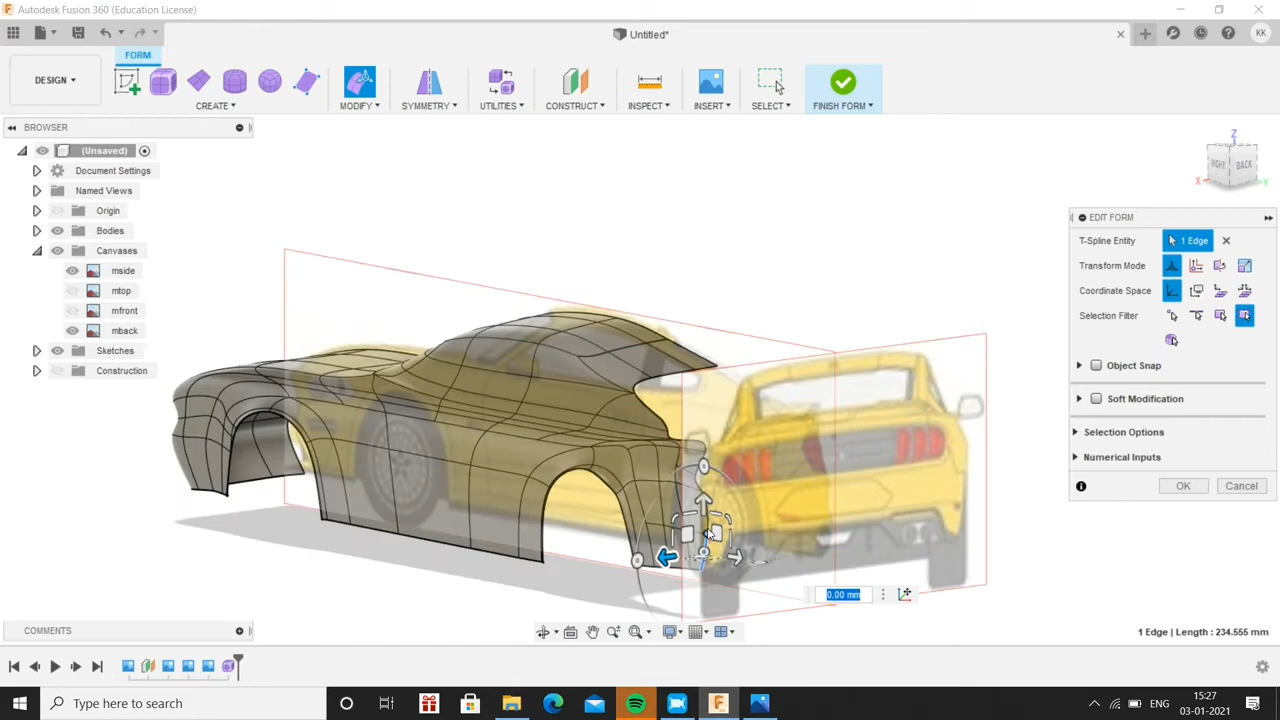 Autodesk Fusion 360 (Education License)
Untitled*
KK
FORM
DESIGN
CREATE
MODIFY
SYMMETRY
UTILITIES
CONSTRUCT
INSPECT
INSERT
SELECT
FINISH FORM
BROWSER
(Unsaved)
Document Settings
Named Views
Origin
Bodies
Canvases
mside
mtop
mfront
mback
Sketches
Construction
Z
RIGHT
BACK
X
Y
EDIT FORM
T-Spline Entity
1 Edge
Transform Mode
Coordinate Space
Selection Filter
Object Snap
Soft Modification
Selection Options
Numerical Inputs
OK
Cancel
0.00 mm
COMMENTS
1 Edge | Length : 234.555 mm
Type here to search
ENG
15:27
03-01-2021